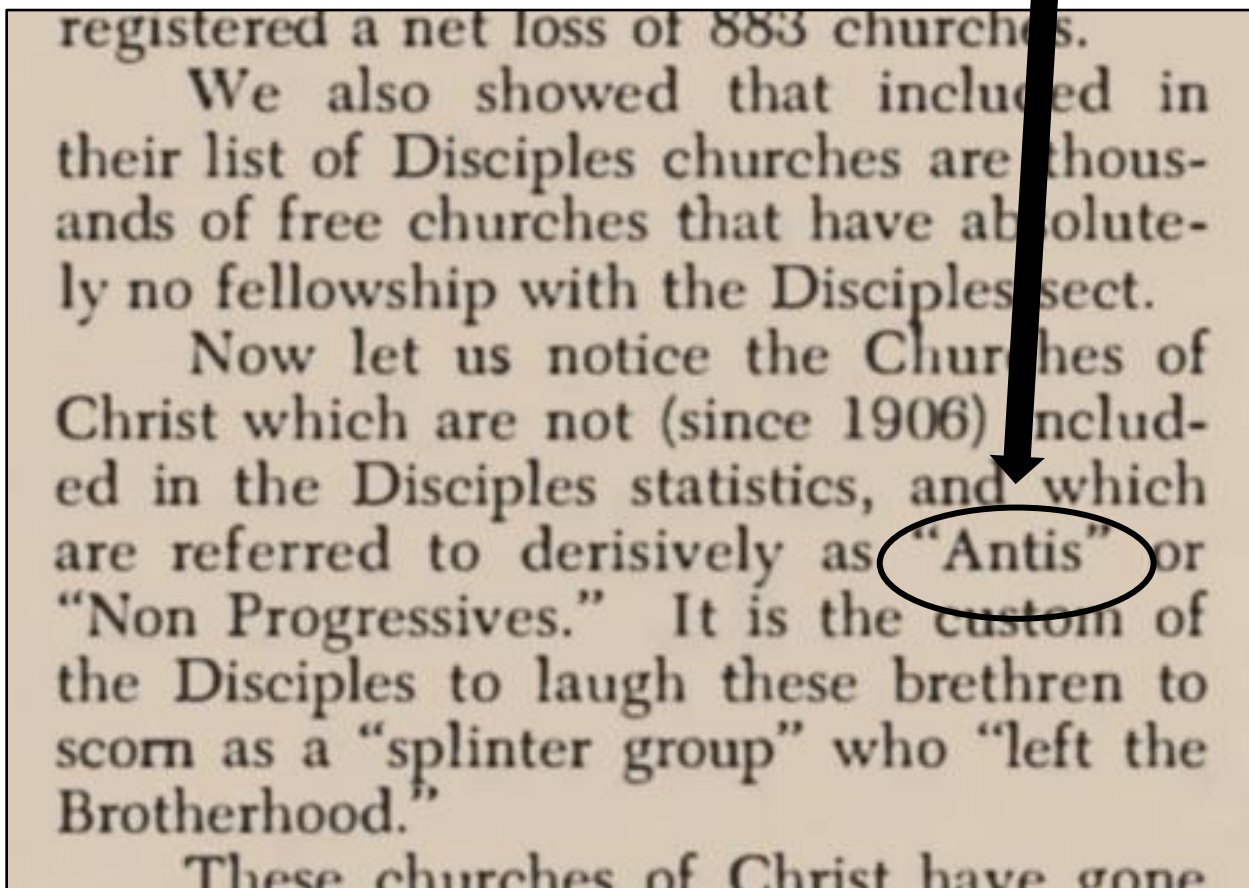 registered a net loss of 883 churches.
We also showed that included in
their list of Disciples churches are thous-
ands of free churches that have absolute-
ly no fellowship with the Disciples sect.
Now let us notice the Churches of
Christ which are not (since 1906) includ-
ed in the Disciples statistics, and which
are referred to derisively as “Antis” or
“Non Progressives.” It is the custom of
the Disciples to laugh these brethren to
scorn as a “splinter group” who “left the
Brotherhood.”
These churches of Christ have gone